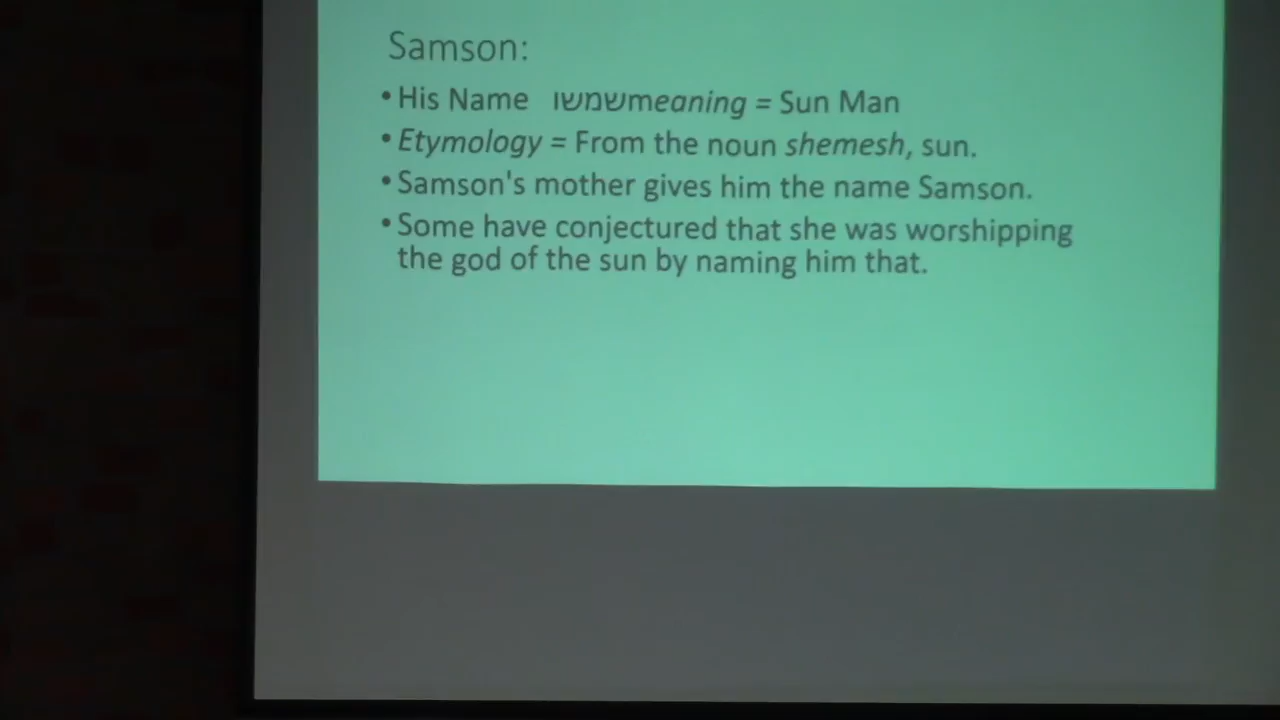 Samson:
• His Name שמשו meaning = Sun Man
• Etymology = From the noun shemesh, sun.
• Samson's mother gives him the name Samson.
• Some have conjectured that she was worshipping
the god of the sun by naming him that.